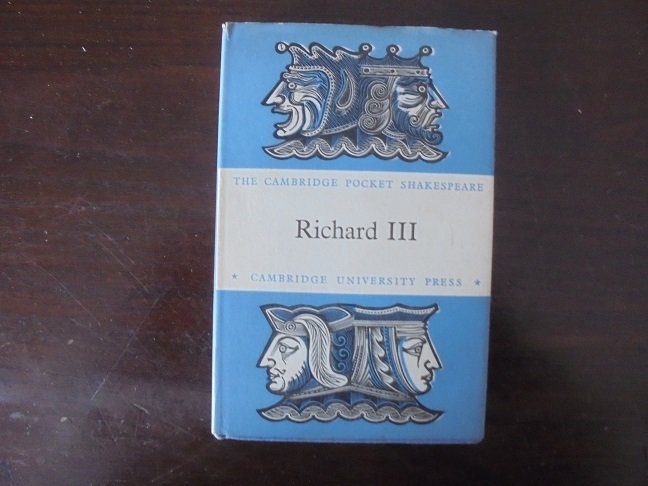 THE CAMBRIDGE POCKET SHAKESPEARE
Richard III
★ CAMBRIDGE UNIVERSITY PRESS ★